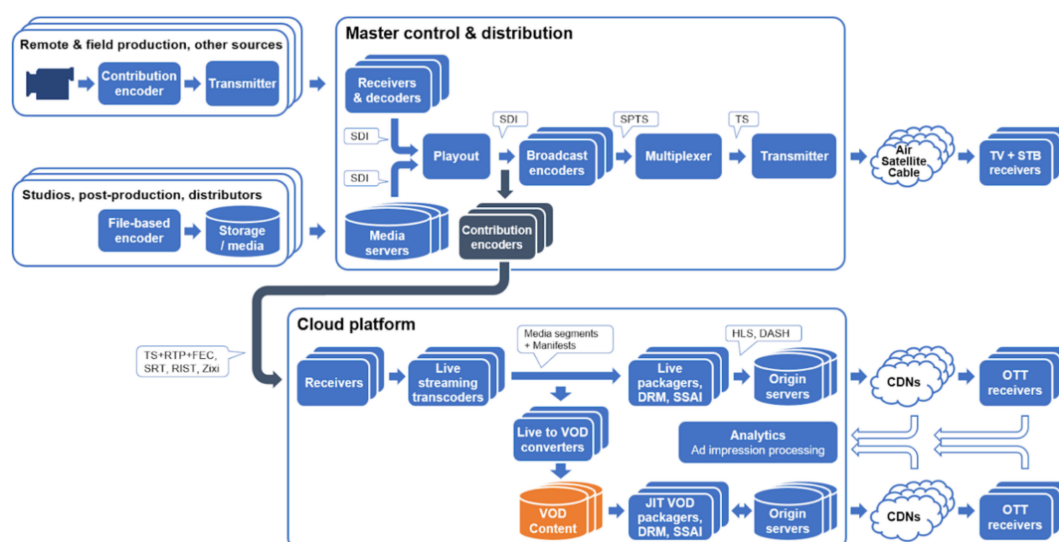 Remote & field production, other sources
Contribution
encoder
Transmitter
Studios, post-production, distributors
File-based
encoder
Storage
/ media
Master control & distribution
Receivers
& decoders
SDI
SDI
Media
servers
Playout
SDI
Broadcast
encoders
Contribution
encoders
SPTS
Multiplexer
TS
Transmitter
Air
Satellite
Cable
TV + STB
receivers
TS+RTP+FEC,
SRT, RIST, Zixi
Cloud platform
Receivers
Live
streaming
transcoders
Media segments
+ Manifests
Live
packagers,
DRM, SSAI
HLS, DASH
Origin
servers
CDNs
OTT
receivers
Live to VOD
converters
Analytics
Ad impression processing
VOD
Content
JIT VOD
packagers,
DRM, SSAI
Origin
servers
CDNs
OTT
receivers